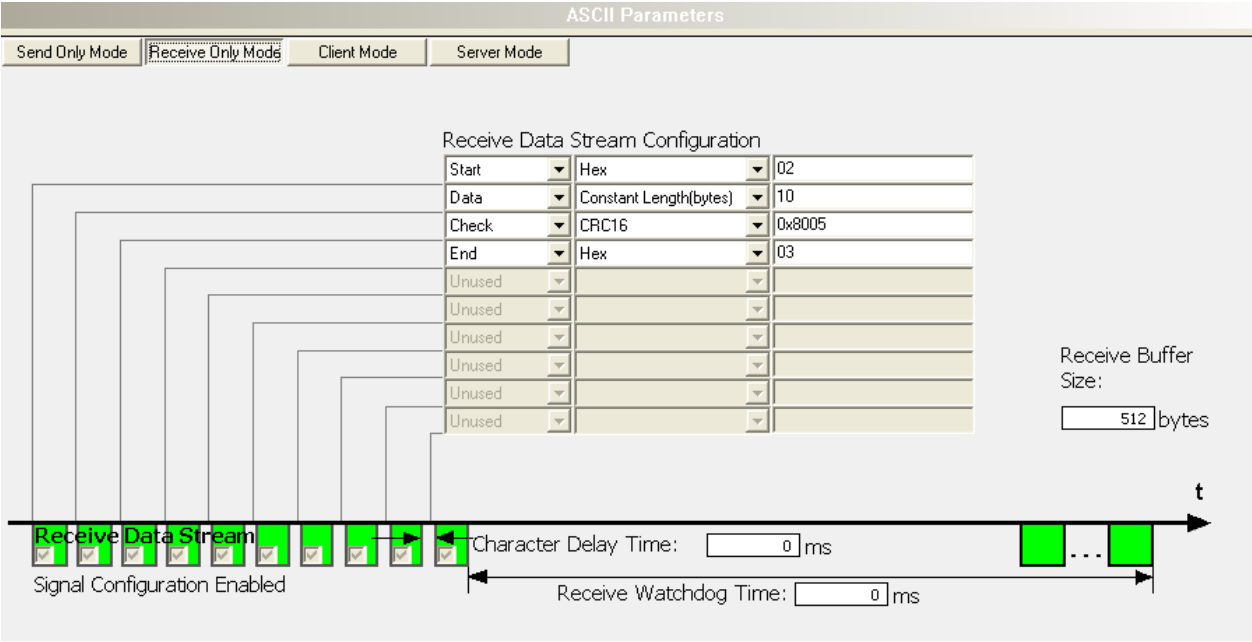 ASCII Parameters
Send Only Mode Receive Only Mode Client Mode Server Mode
Receive Data Stream Configuration
Start Hex 02
Data Constant Length(bytes) 10
Check CRC16 0x8005
End Hex 03
Unused
Unused
Unused
Unused
Unused
Unused
Receive Buffer
Size:
512 bytes
t
Receive Data Stream
Character Delay Time: 0 ms
Signal Configuration Enabled
Receive Watchdog Time: 0 ms
...